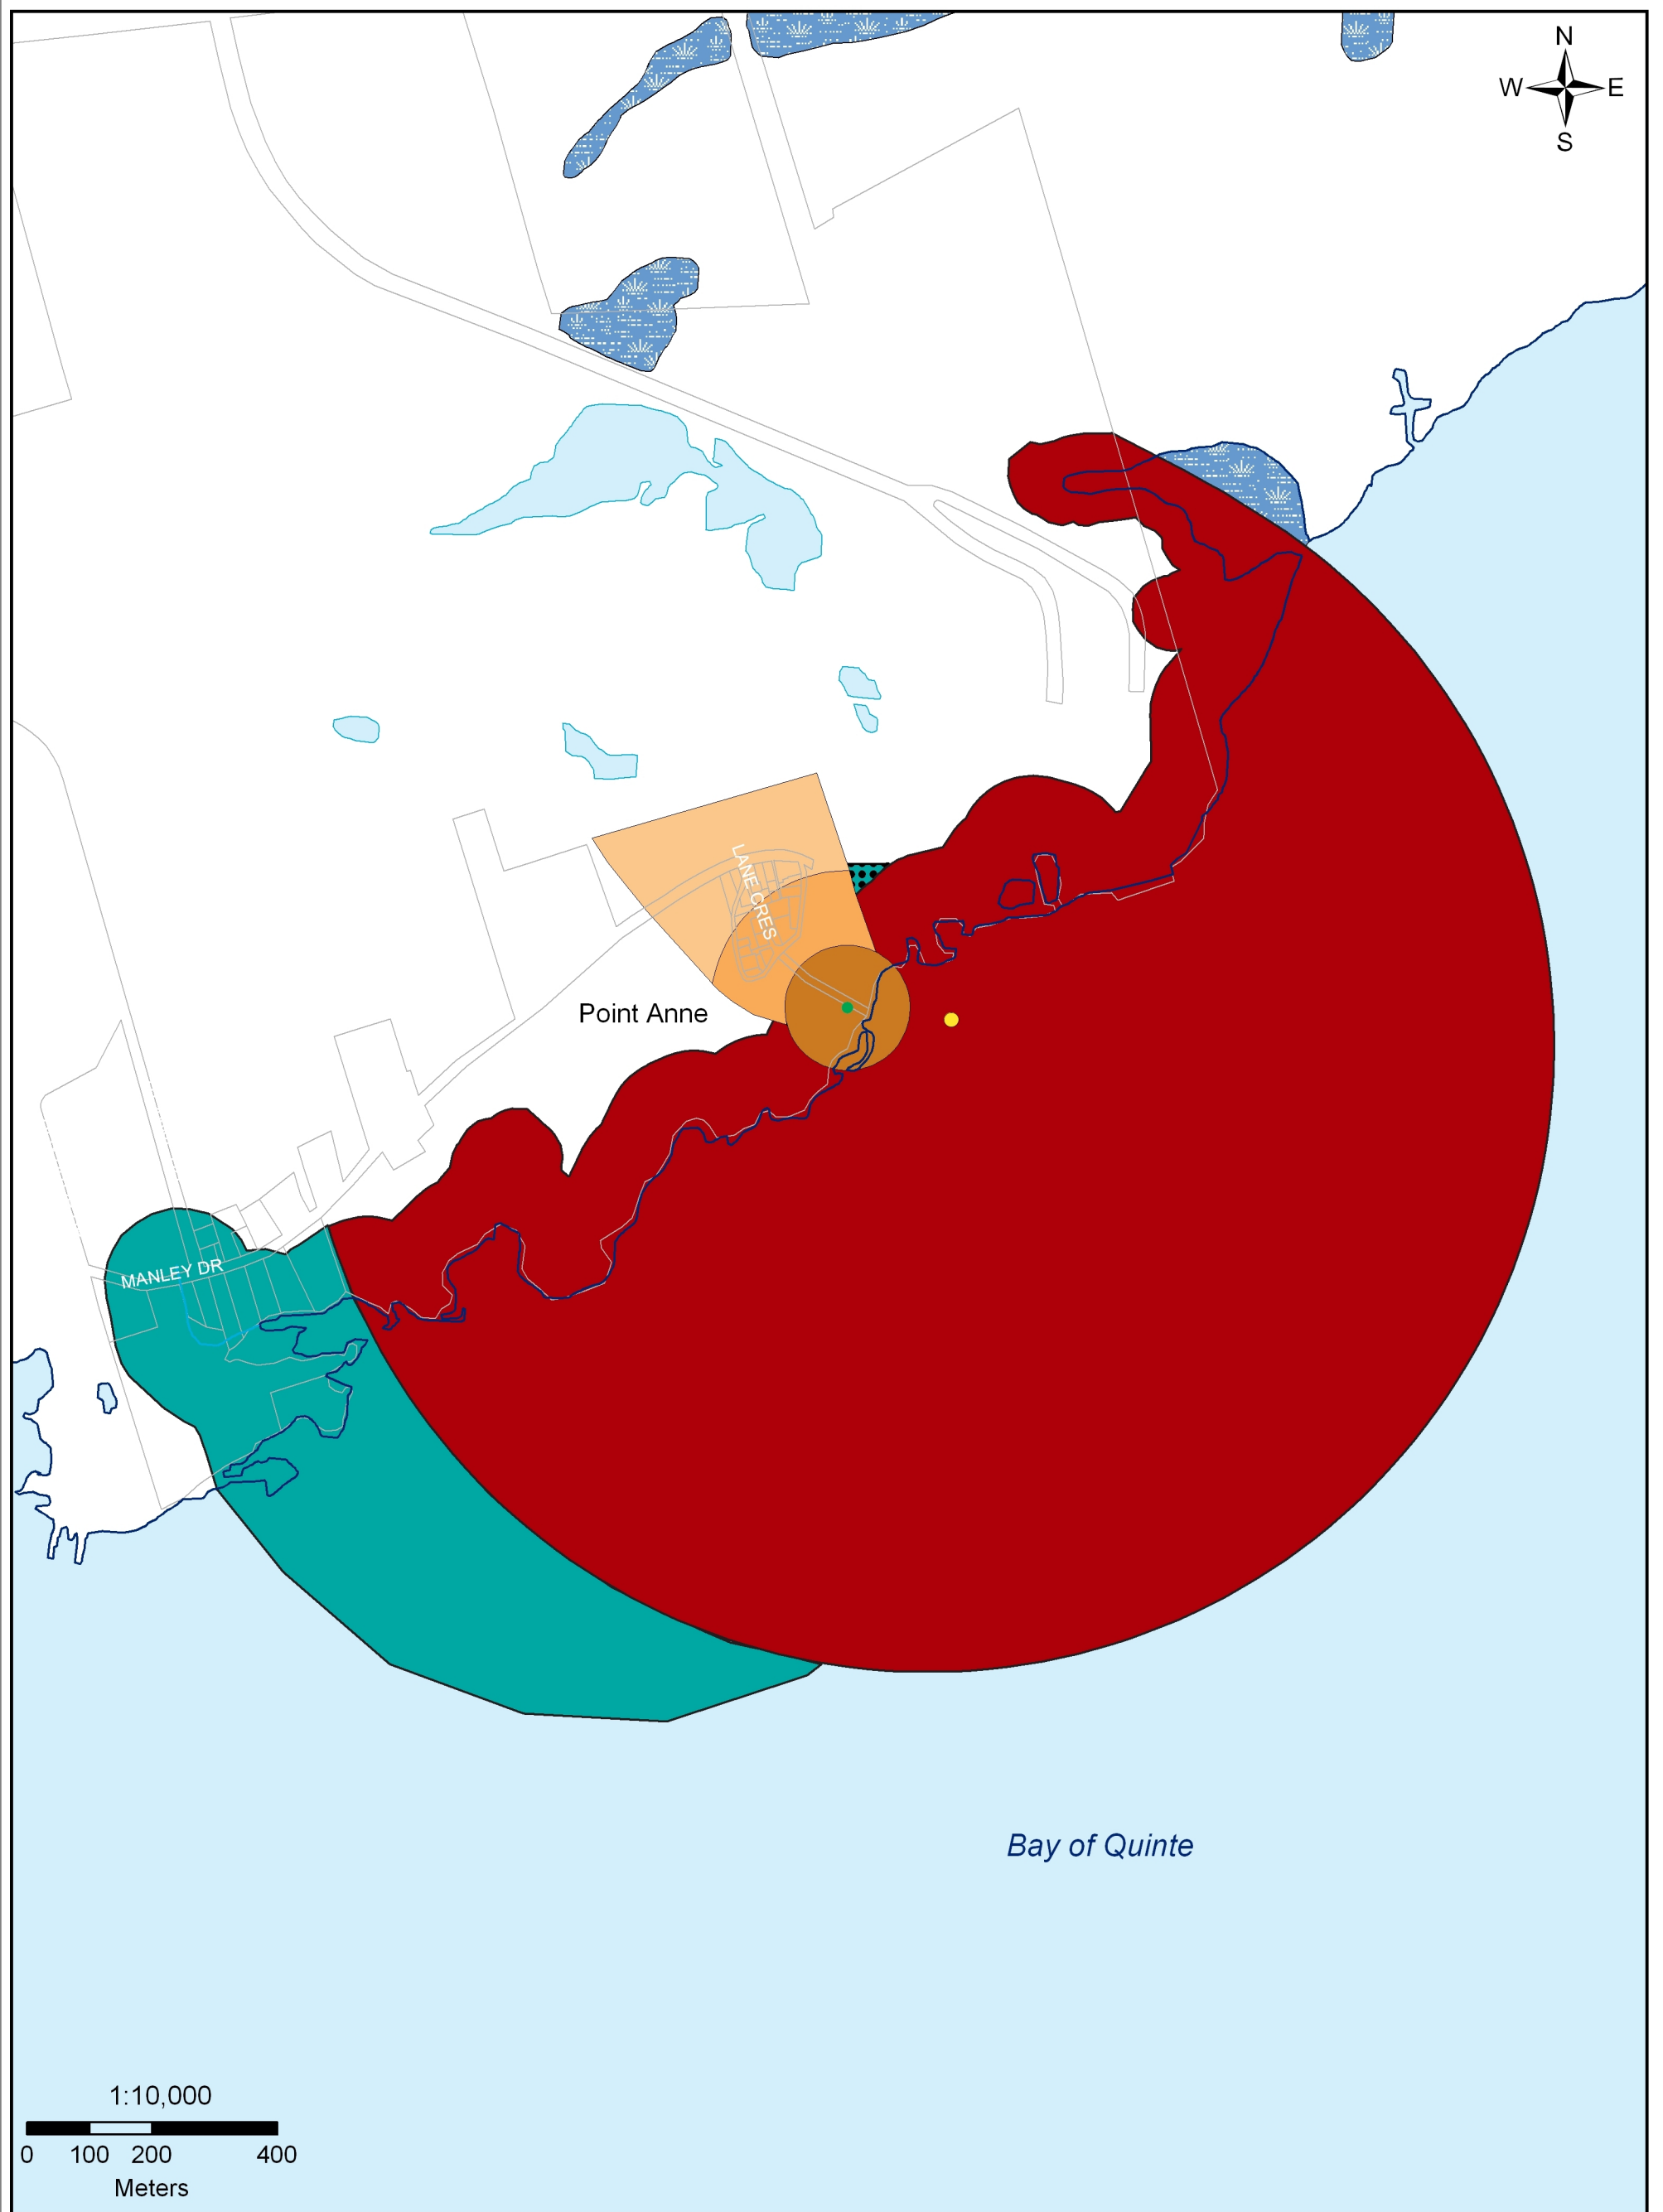 N
W E
S
LANE CRES
Point Anne
MANLEY DR
Bay of Quinte
1:10,000
0 100 200 400
Meters